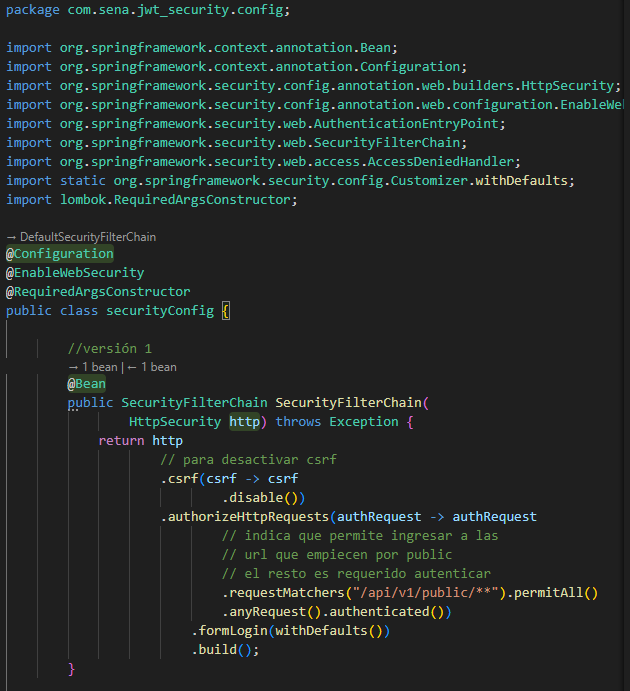 package com.sena.jwt_security.config;
import org.springframework.context.annotation.Bean;
import org.springframework.context.annotation.Configuration;
import org.springframework.security.config.annotation.web.builders.HttpSecurity;
import org.springframework.security.config.annotation.web.configuration.EnableWeb
import org.springframework.security.web.AuthenticationEntryPoint;
import org.springframework.security.web.SecurityFilterChain;
import org.springframework.security.web.access.AccessDeniedHandler;
import static org.springframework.security.config.Customizer.withDefaults;
import lombok.RequiredArgsConstructor;
→ DefaultSecurityFilterChain
@Configuration
@EnableWebSecurity
@RequiredArgsConstructor
public class securityConfig {
//versión 1
→ 1 bean | ← 1 bean
@Bean
public SecurityFilterChain SecurityFilterChain(
HttpSecurity http) throws Exception {
return http
// para desactivar csrf
.csrf(csrf -> csrf
.disable())
.authorizeHttpRequests(authRequest -> authRequest
// indica que permite ingresar a las
// url que empiecen por public
// el resto es requerido autenticar
.requestMatchers("/api/v1/public/**").permitAll()
.anyRequest().authenticated())
.formLogin(withDefaults())
.build();
}